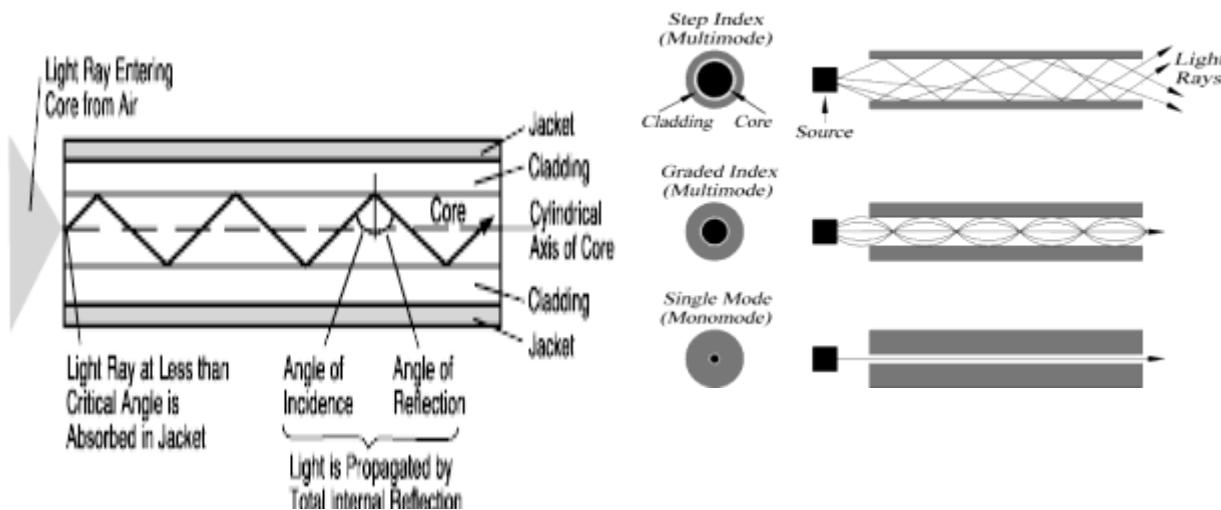 Light Ray Entering
Core from Air
Jacket
Cladding
Core
Cylindrical
Axis of Core
Cladding
Jacket
Light Ray at Less than
Critical Angle is
Absorbed in Jacket
Angle of
Incidence
Angle of
Reflection
Light is Propagated by
Total Internal Reflection
Step Index
(Multimode)
Cladding
Core
Source
Light
Rays
Graded Index
(Multimode)
Single Mode
(Monomode)